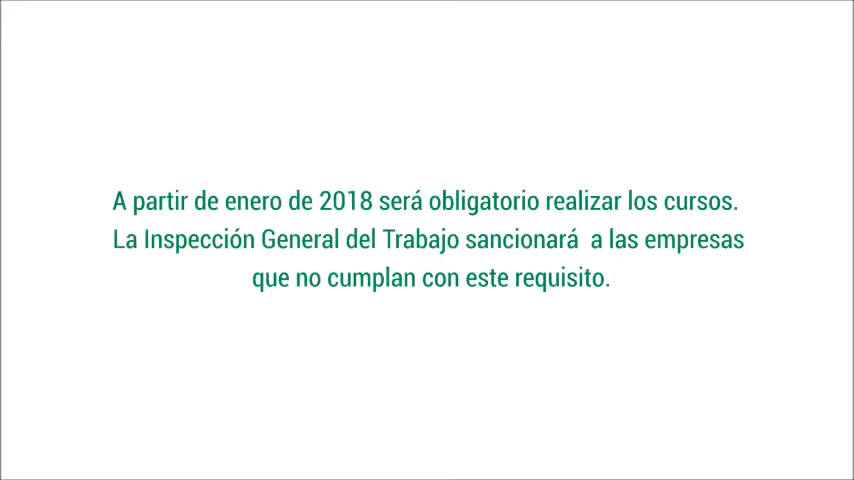 A partir de enero de 2018 será obligatorio realizar los cursos.
La Inspección General del Trabajo sancionará a las empresas
que no cumplan con este requisito.